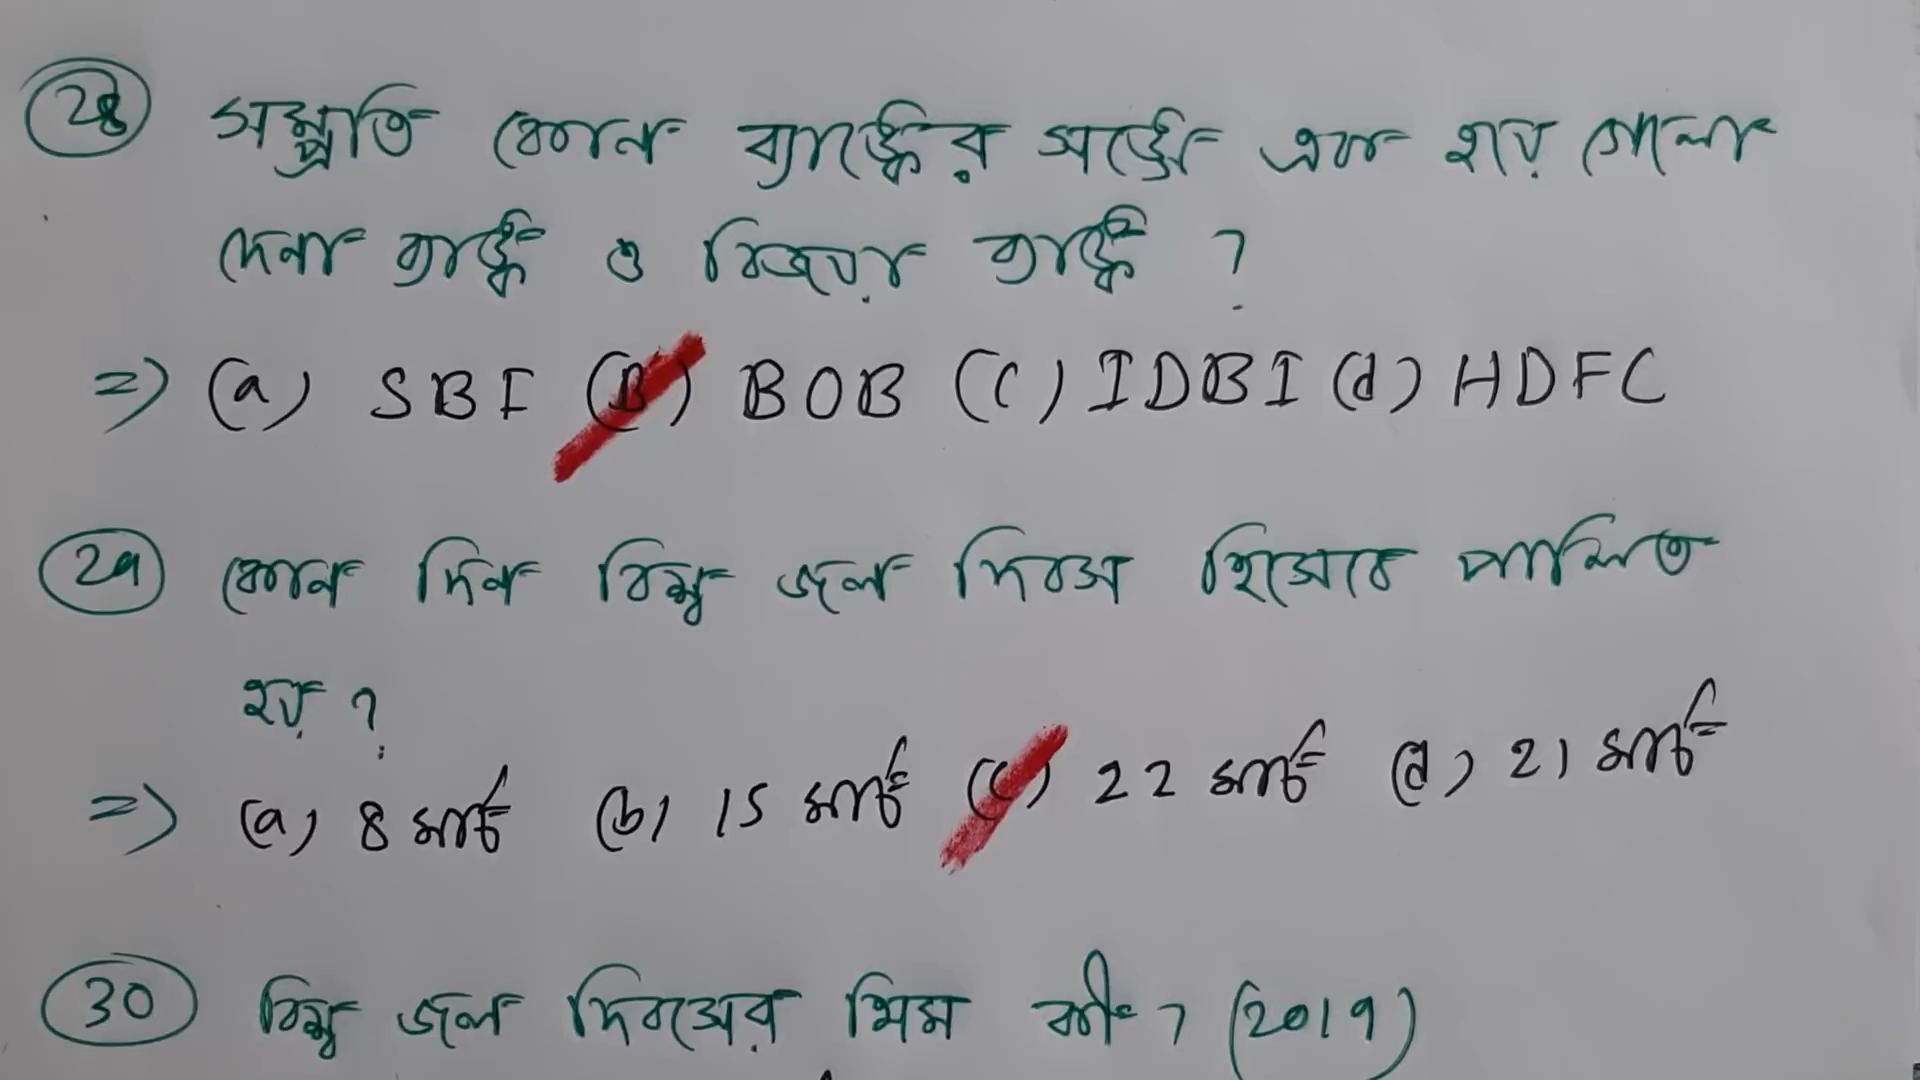 28 সম্প্রতি কোন ব্যাঙ্কের সঙ্গে এক হয়ে গেলো
দেনা ব্যাঙ্ক ও বিজয়া ব্যাঙ্ক ?
=> (a) SBI (B) BOB (C) IDBI (d) HDFC
29 কোন দিন বিশ্ব জল দিবস হিসেবে পালিত
হয় ?
=> (a) 8 মার্চ (b) 15 মার্চ (c) 22 মার্চ (d) 21 মার্চ
30 বিশ্ব জল দিবসের থিম কী ? (2019)